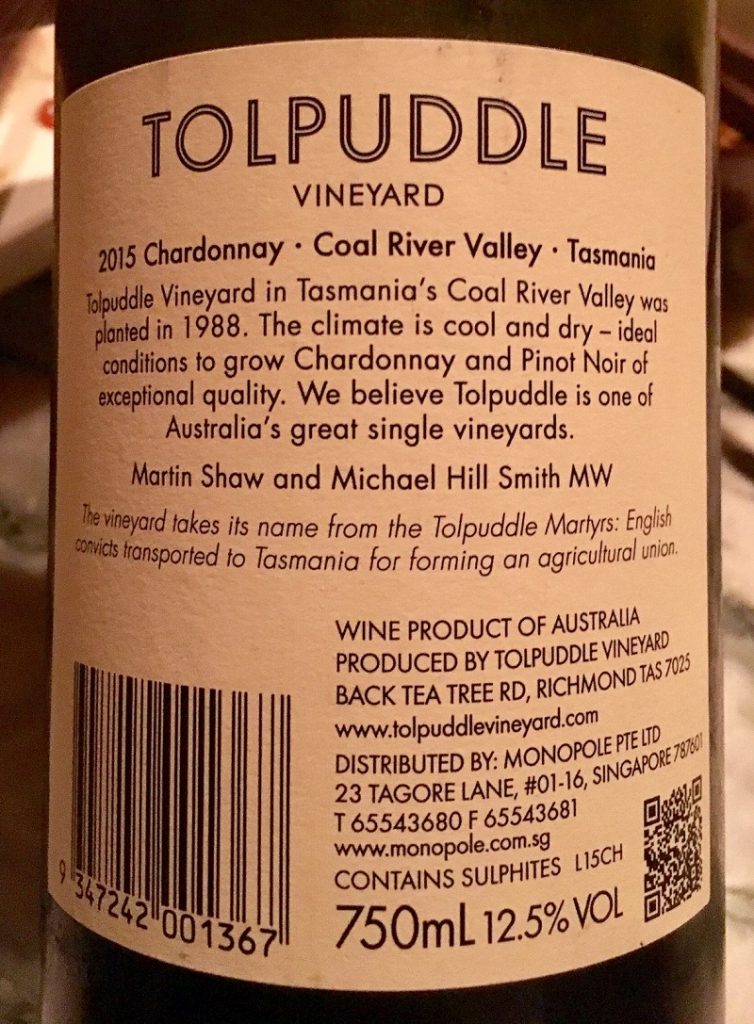 TOLPUDDLE
VINEYARD
2015 Chardonnay · Coal River Valley · Tasmania
Tolpuddle Vineyard in Tasmania's Coal River Valley was
planted in 1988. The climate is cool and dry – ideal
conditions to grow Chardonnay and Pinot Noir of
exceptional quality. We believe Tolpuddle is one of
Australia's great single vineyards.
Martin Shaw and Michael Hill Smith MW
The vineyard takes its name from the Tolpuddle Martyrs: English
convicts transported to Tasmania for forming an agricultural union.
WINE PRODUCT OF AUSTRALIA
PRODUCED BY TOLPUDDLE VINEYARD
BACK TEA TREE RD, RICHMOND TAS 7025
www.tolpuddlevineyard.com
DISTRIBUTED BY: MONOPOLE PTE LTD
23 TAGORE LANE, #01-16, SINGAPORE 787601
T 65543680 F 65543681
www.monopole.com.sg
CONTAINS SULPHITES L15CH
750mL 12.5% VOL
9 347242 001367